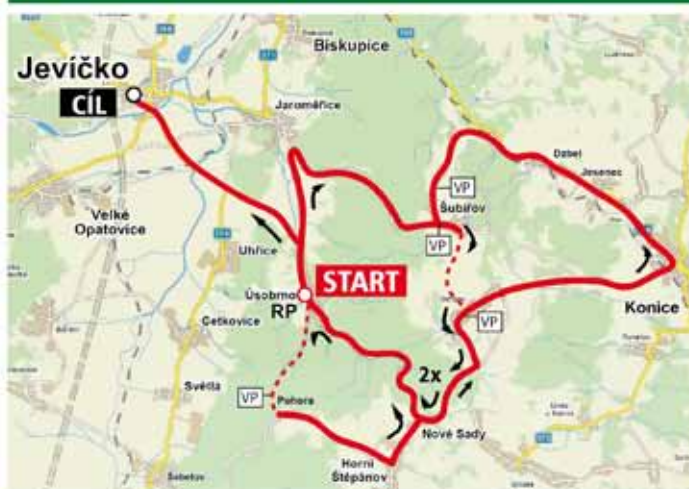 Biskupice
Jevíčko
CÍL
Jaroměřice
Dzbel
Jesenec
VP
Šubířov
VP
Velké
Opatovice
Uhřice
START
Úsobrno
RP
Konice
VP
Cetkovice
2x
Světlá
VP
Pohora
Nové Sady
Horní
Štěpánov
Šebetov